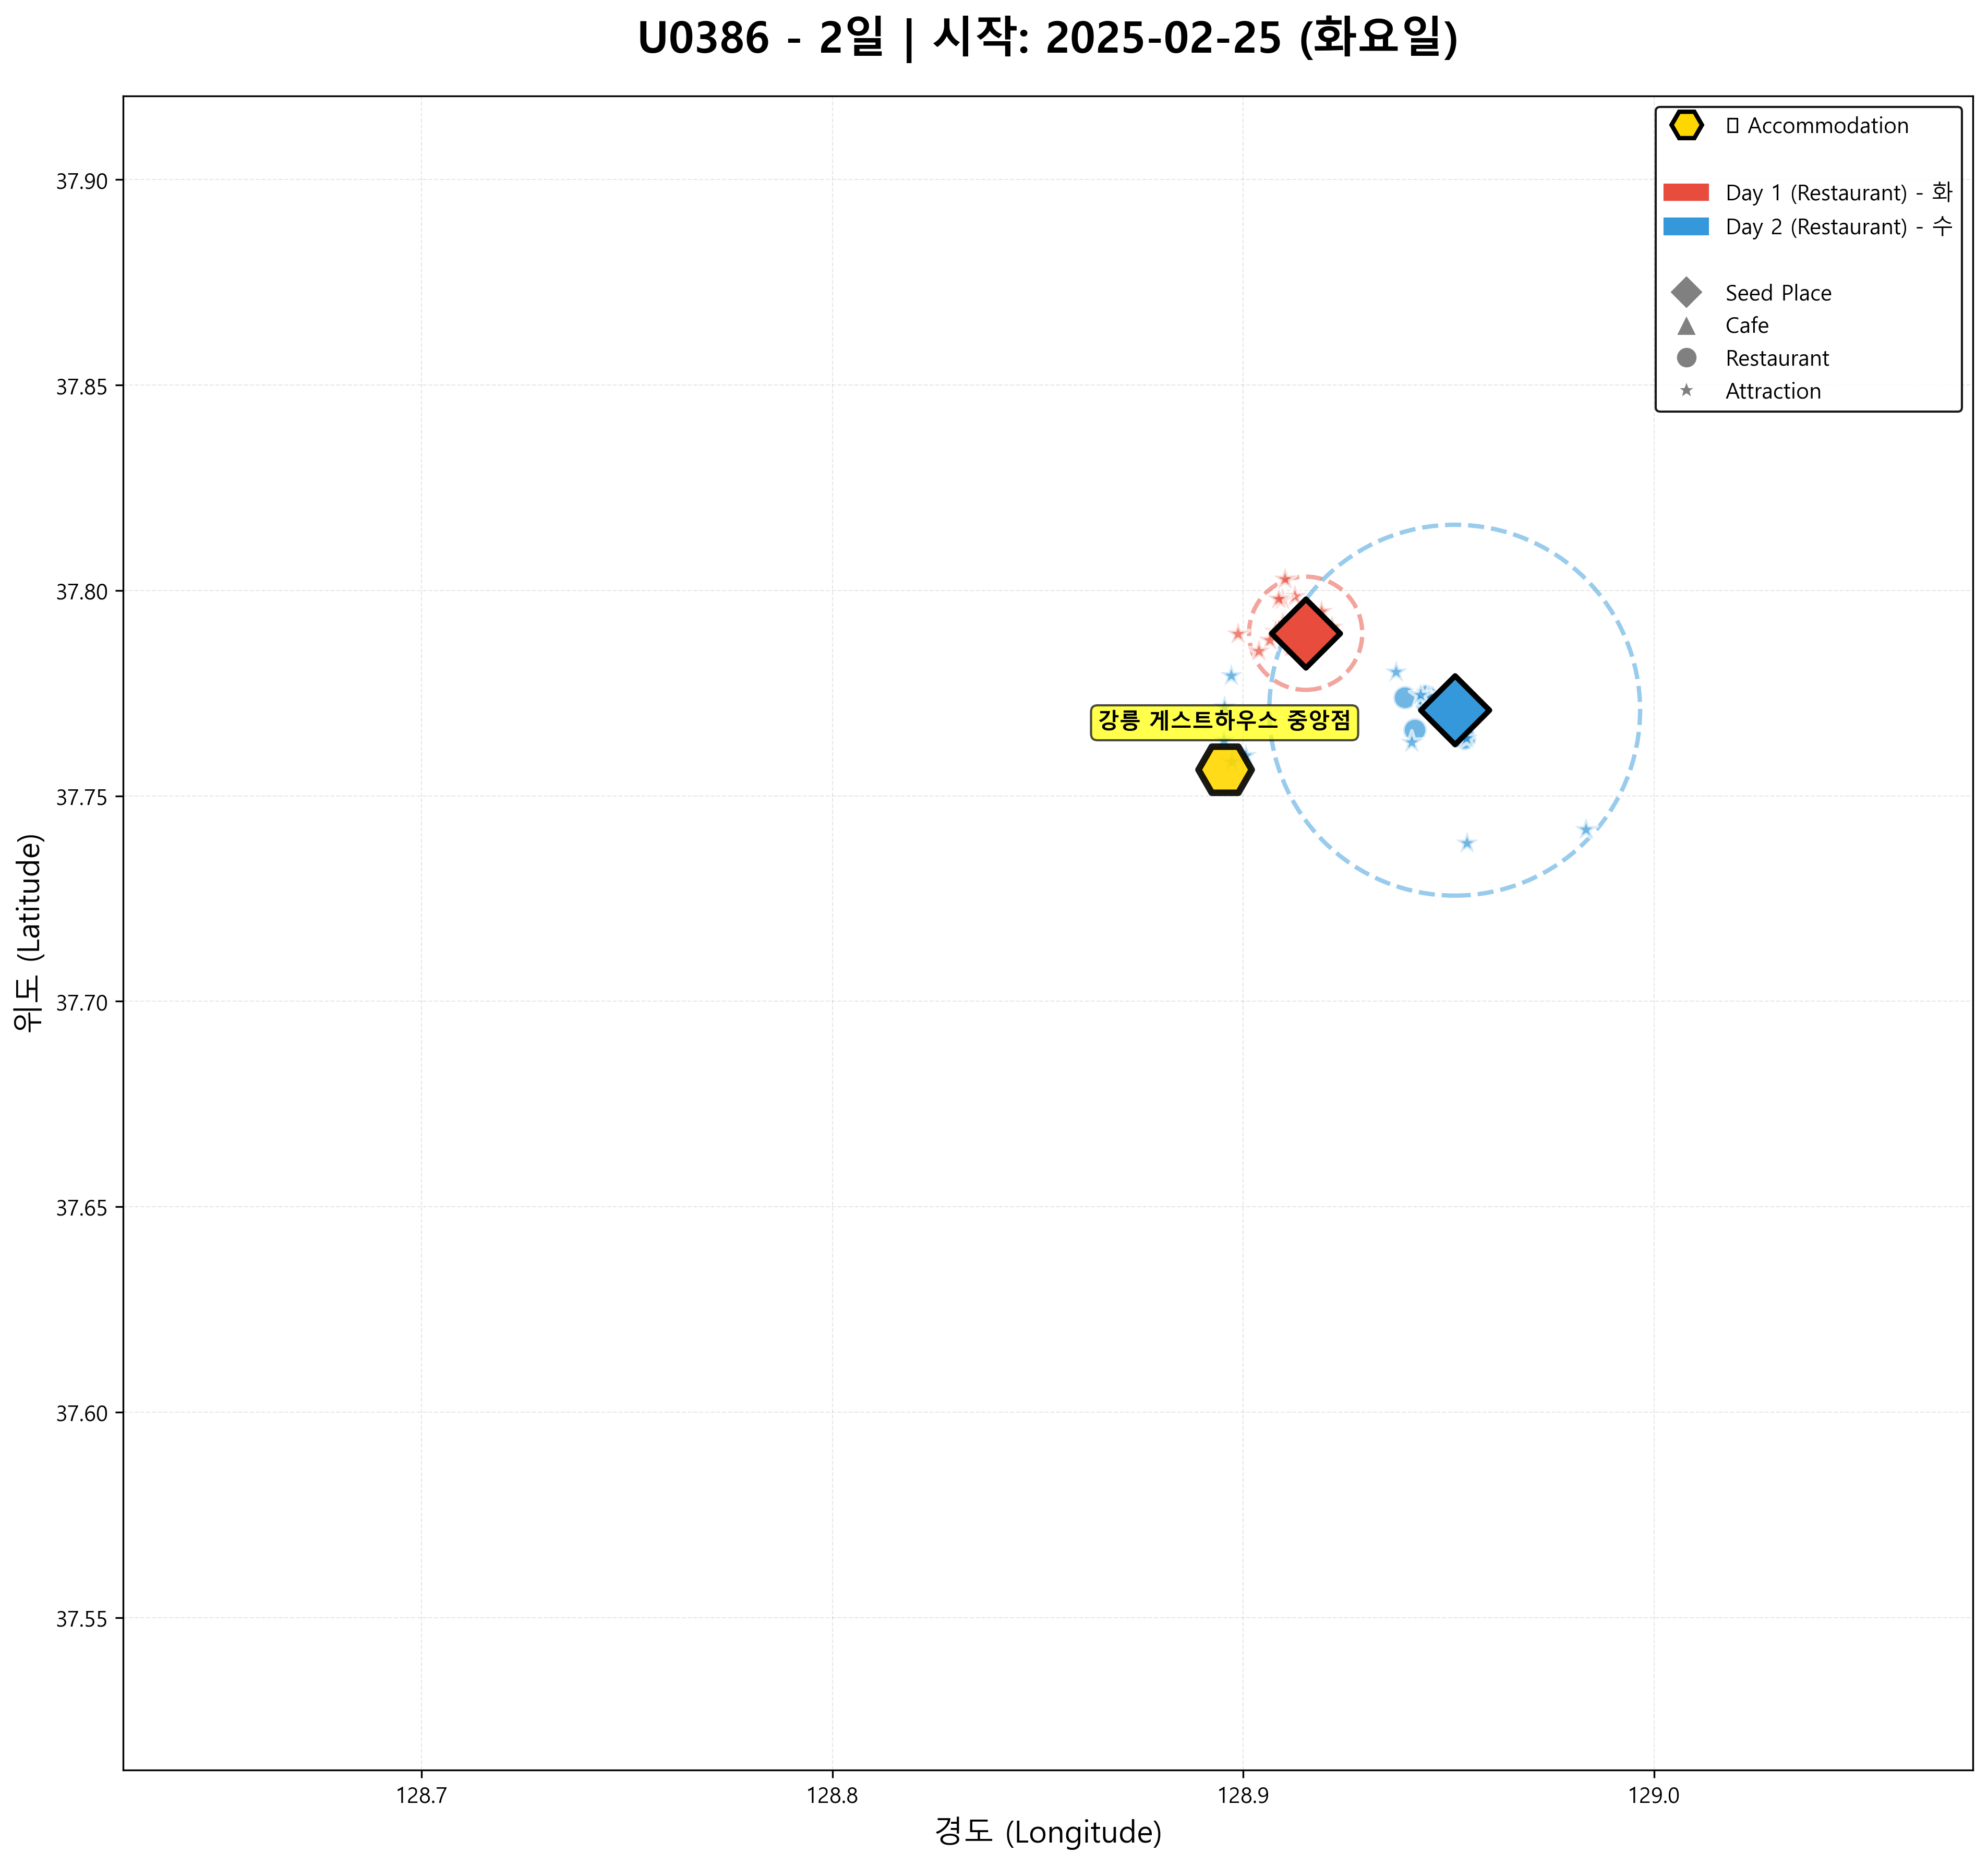 U0386 - 2일 | 시작: 2025-02-25 (화요일)
Accommodation
Day 1 (Restaurant) - 화
Day 2 (Restaurant) - 수
Seed Place
Cafe
Restaurant
Attraction
37.90
37.85
37.80
37.75
37.70
37.65
37.60
37.55
강릉 게스트하우스 중앙점
위도 (Latitude)
128.7
128.8
128.9
129.0
경도 (Longitude)